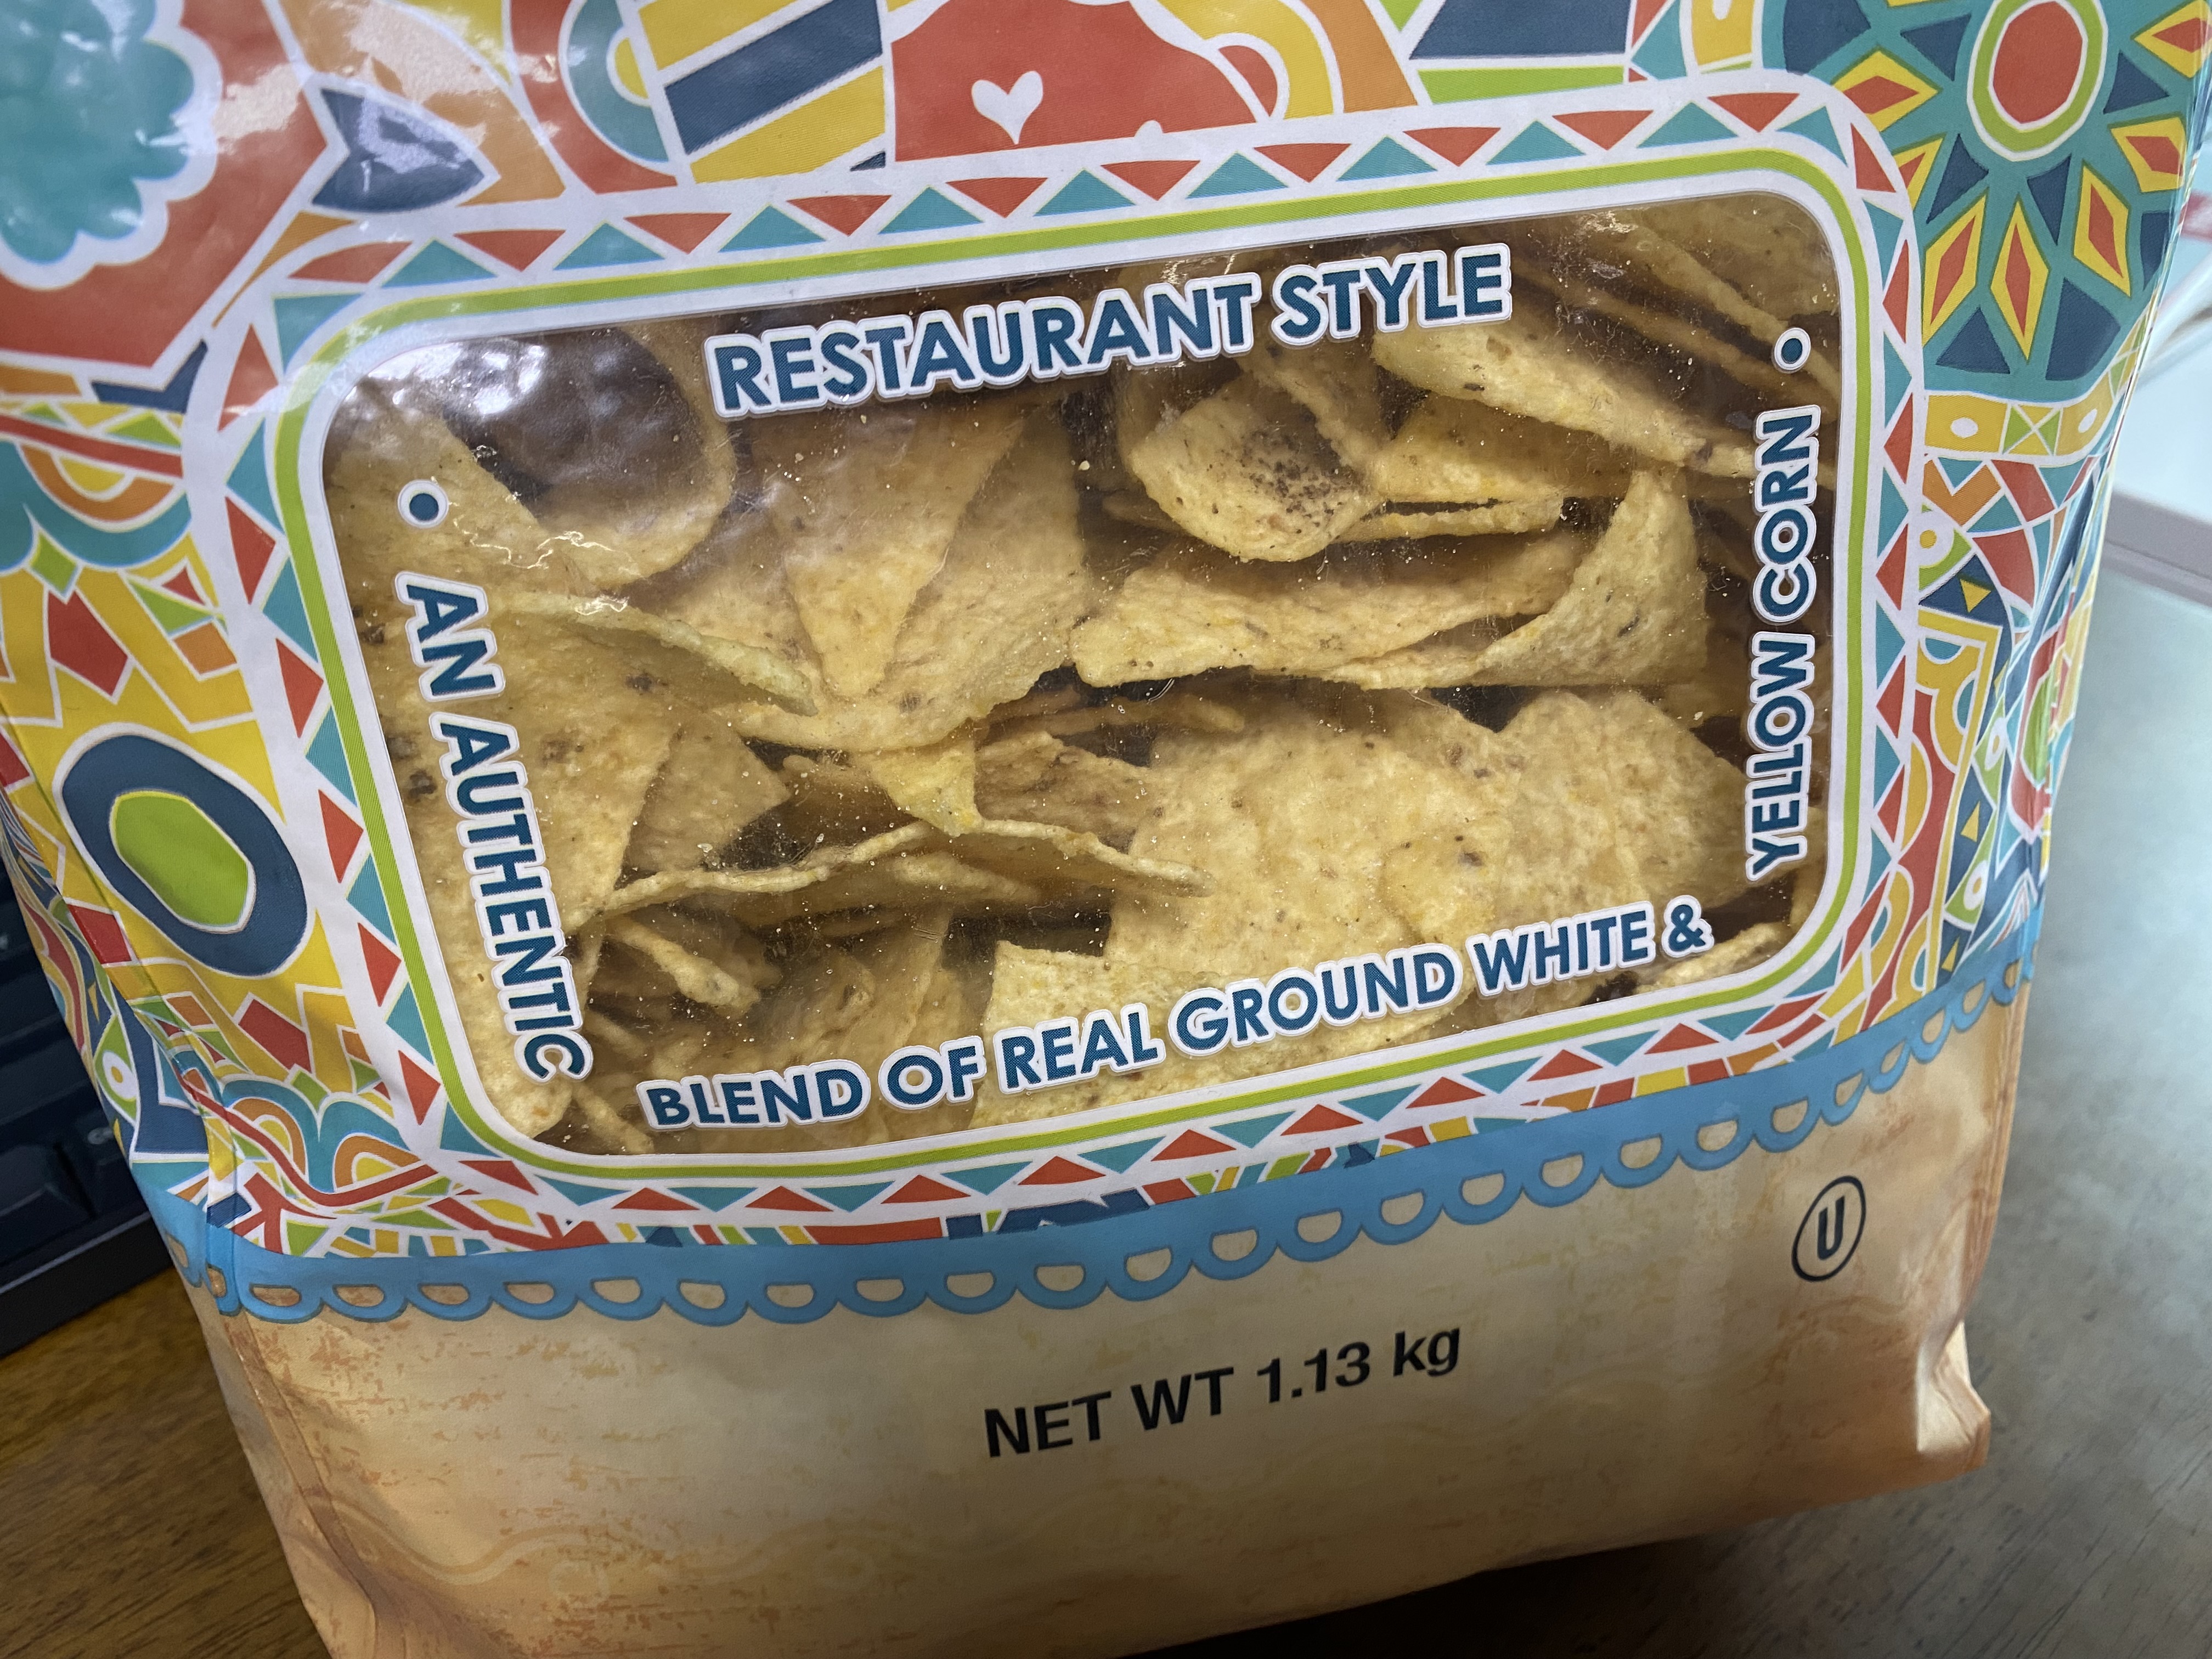 RESTAURANT STYLE
• AN AUTHENTIC
BLEND OF REAL GROUND WHITE &
YELLOW CORN •
U
NET WT 1.13 kg